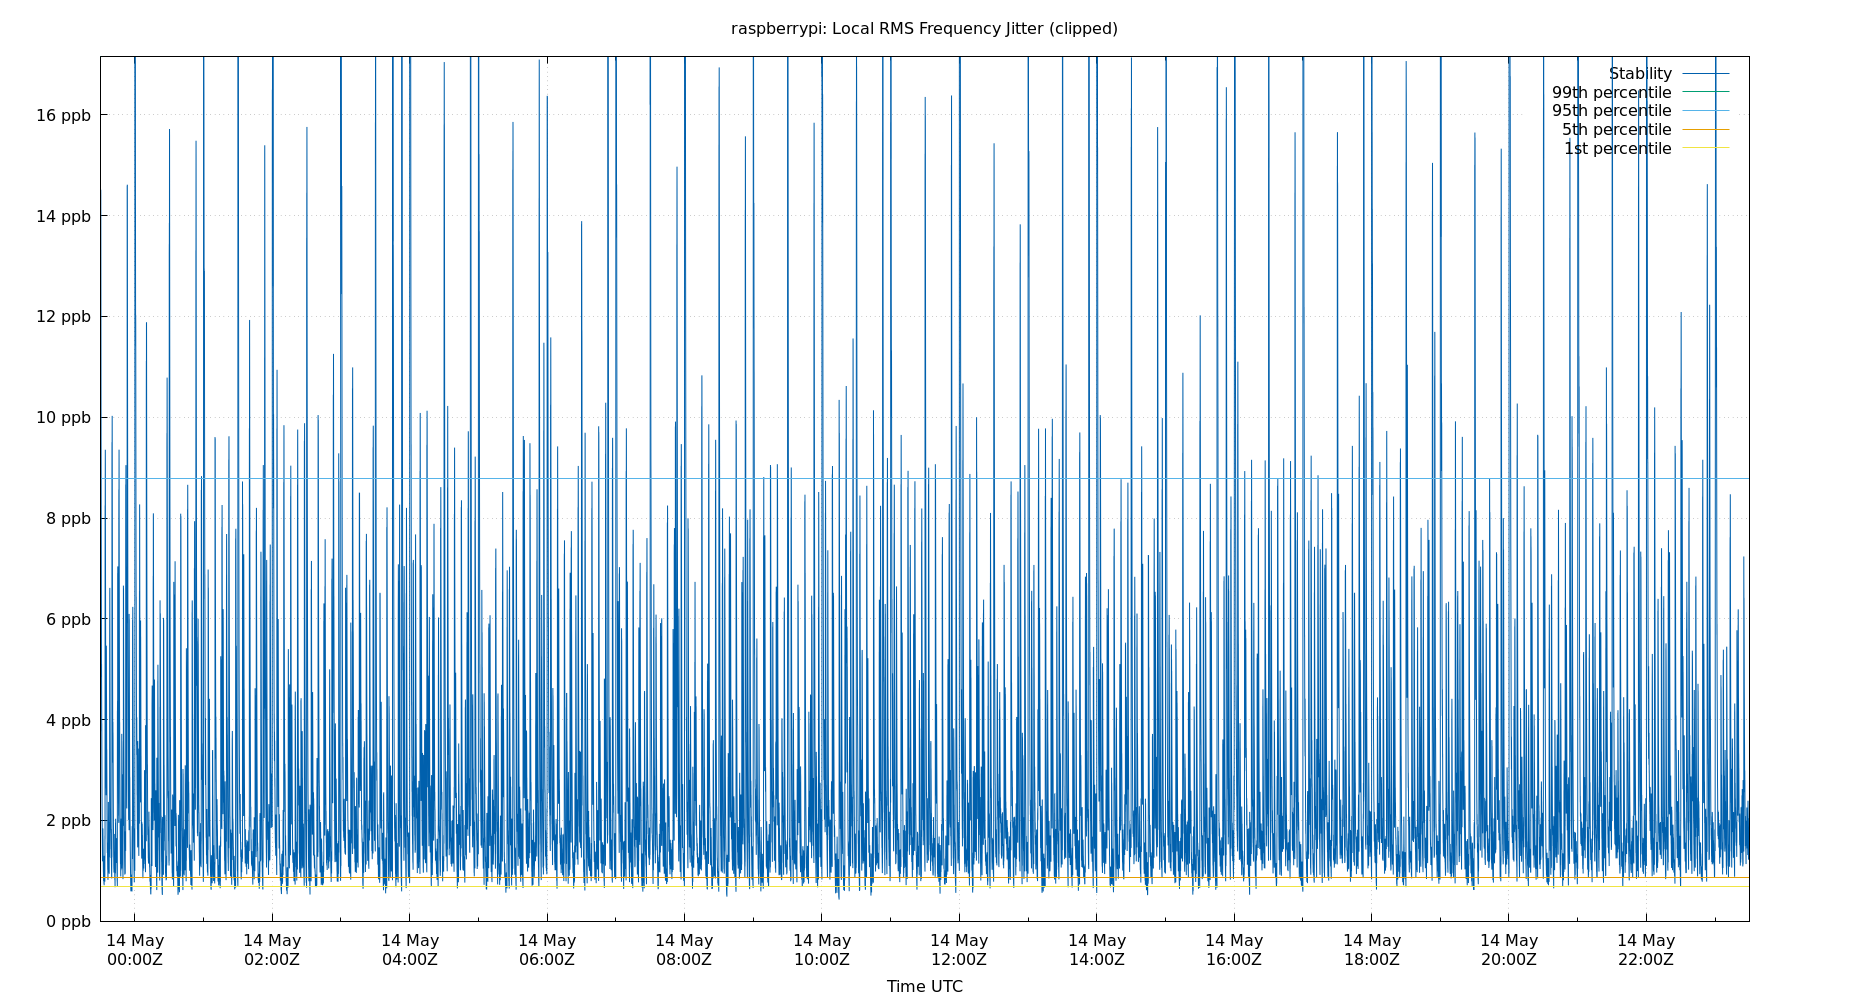 raspberrypi: Local RMS Frequency Jitter (clipped)
Stability
99th percentile
95th percentile
5th percentile
1st percentile
16 ppb
14 ppb
12 ppb
10 ppb
8 ppb
6 ppb
4 ppb
2 ppb
0 ppb
14 May 14 May 14 May 14 May 14 May 14 May 14 May 14 May 14 May 14 May 14 May 14 May
00:00Z 02:00Z 04:00Z 06:00Z 08:00Z 10:00Z 12:00Z 14:00Z 16:00Z 18:00Z 20:00Z 22:00Z
Time UTC